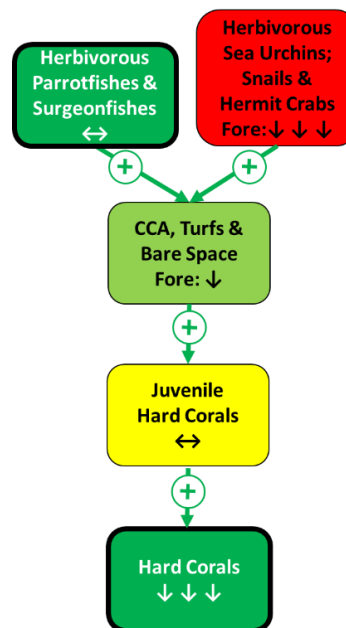 Herbivorous
Parrotfishes &
Surgeonfishes
↔
Herbivorous
Sea Urchins;
Snails &
Hermit Crabs
Fore:↓ ↓ ↓
+
+
CCA, Turfs &
Bare Space
Fore: ↓
+
Juvenile
Hard Corals
↔
+
Hard Corals
↓ ↓ ↓